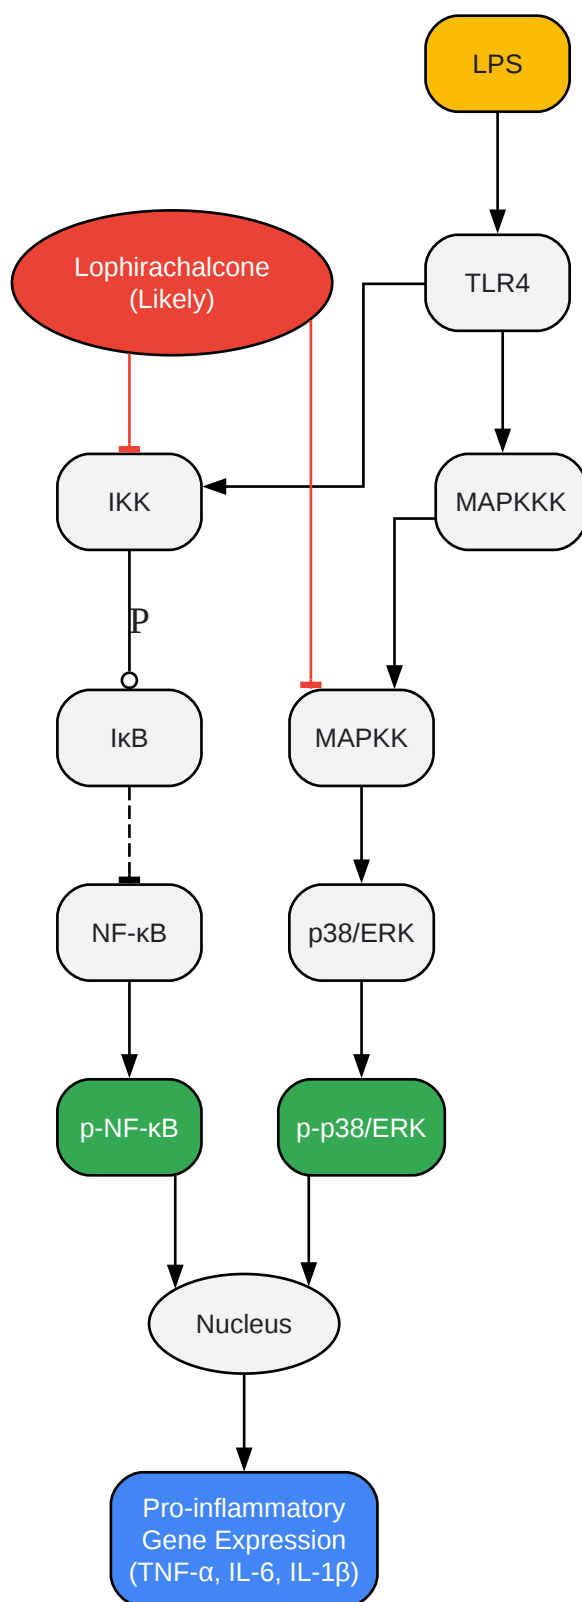 LPS
Lophirachalcone
(Likely)
TLR4
IKK
MAPKKK
P
IκB
MAPKK
NF-κB
p38/ERK
p-NF-κB
p-p38/ERK
Nucleus
Pro-inflammatory
Gene Expression
(TNF-α, IL-6, IL-1β)